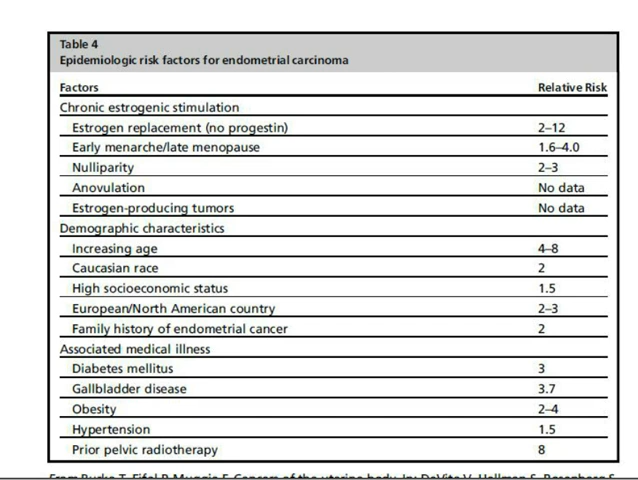 Table 4
Epidemiologic risk factors for endometrial carcinoma
Factors Relative Risk
Chronic estrogenic stimulation
Estrogen replacement (no progestin) 2–12
Early menarche/late menopause 1.6–4.0
Nulliparity 2–3
Anovulation No data
Estrogen-producing tumors No data
Demographic characteristics
Increasing age 4–8
Caucasian race 2
High socioeconomic status 1.5
European/North American country 2–3
Family history of endometrial cancer 2
Associated medical illness
Diabetes mellitus 3
Gallbladder disease 3.7
Obesity 2–4
Hypertension 1.5
Prior pelvic radiotherapy 8